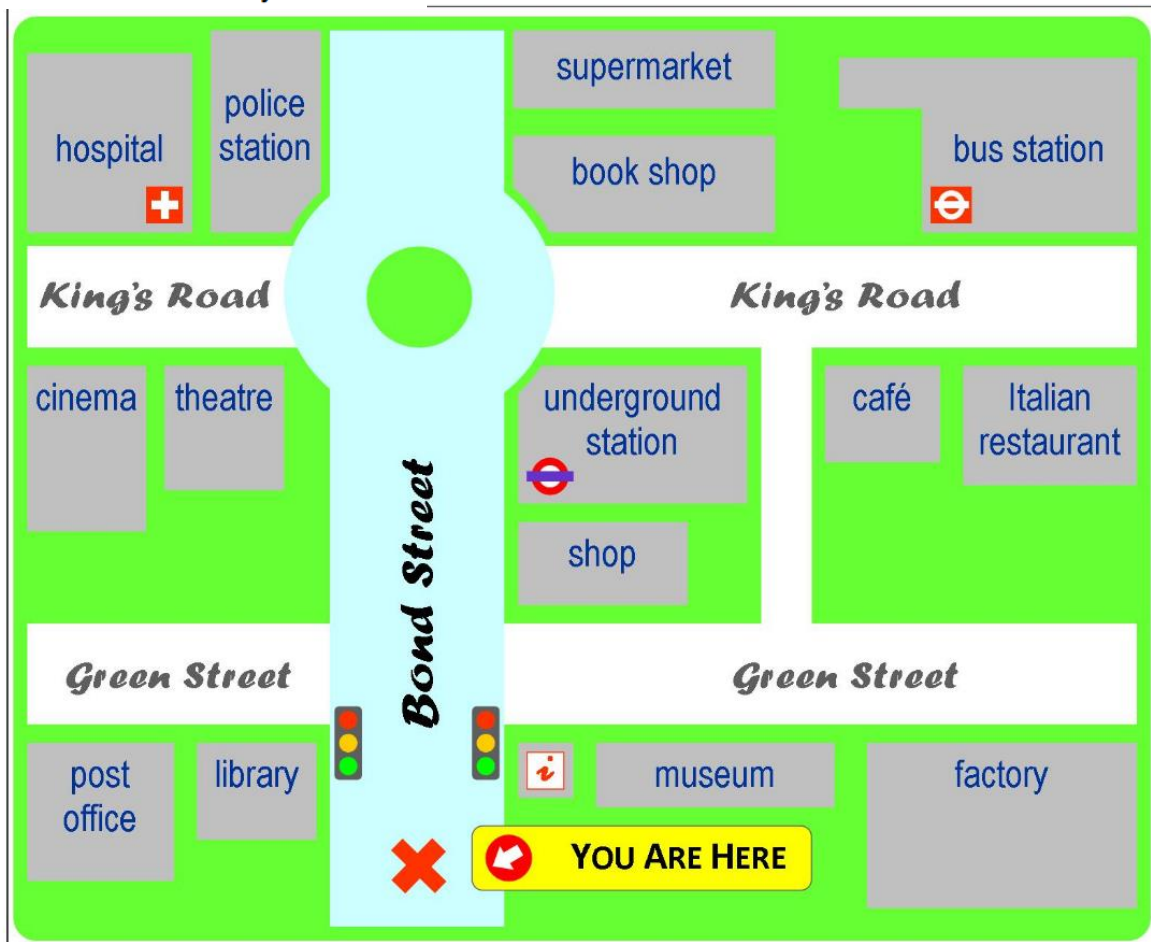 supermarket
police
station
hospital
book shop
bus station
King's Road
King's Road
cinema
theatre
underground
station
café
Italian
restaurant
shop
Bond Street
Green Street
Green Street
post
office
library
i
museum
factory
YOU ARE HERE